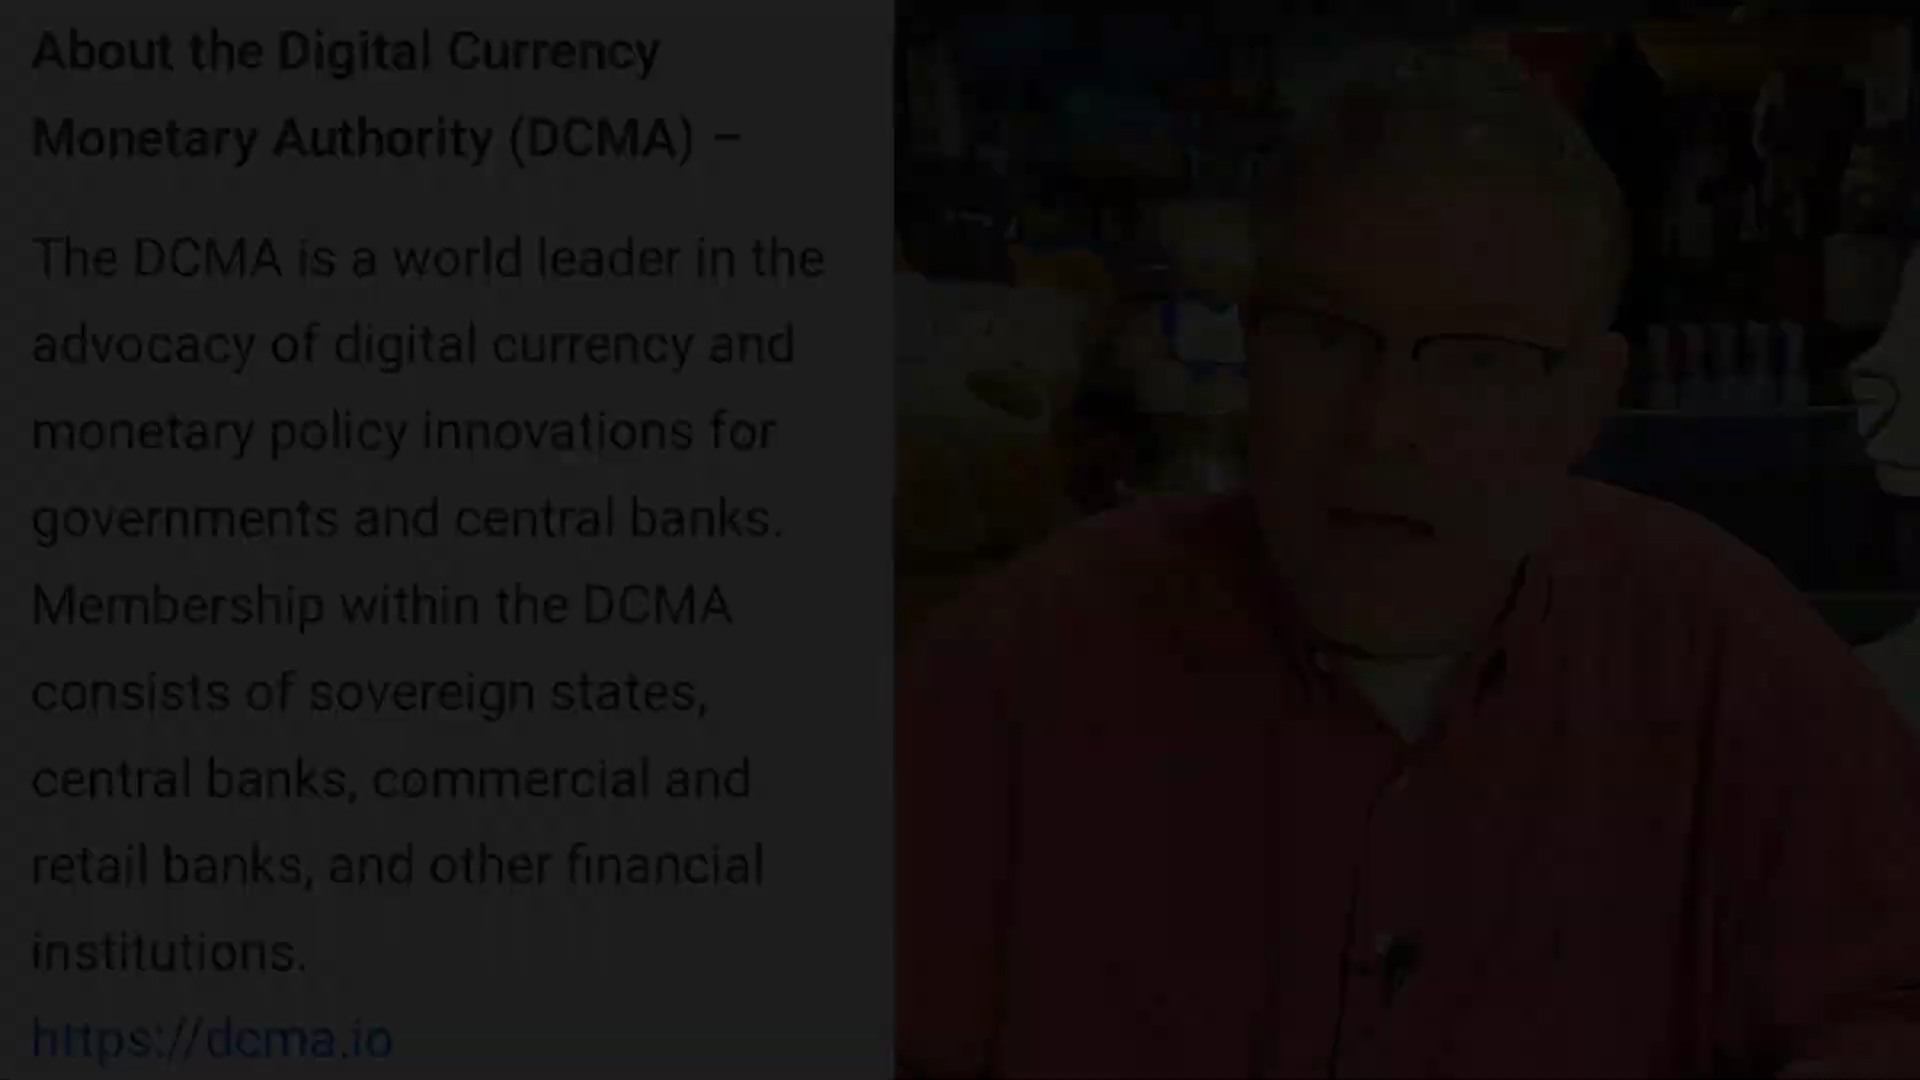 About the Digital Currency
Monetary Authority (DCMA) –
The DCMA is a world leader in the
advocacy of digital currency and
monetary policy innovations for
governments and central banks.
Membership within the DCMA
consists of sovereign states,
central banks, commercial and
retail banks, and other financial
institutions.
https://dcma.io